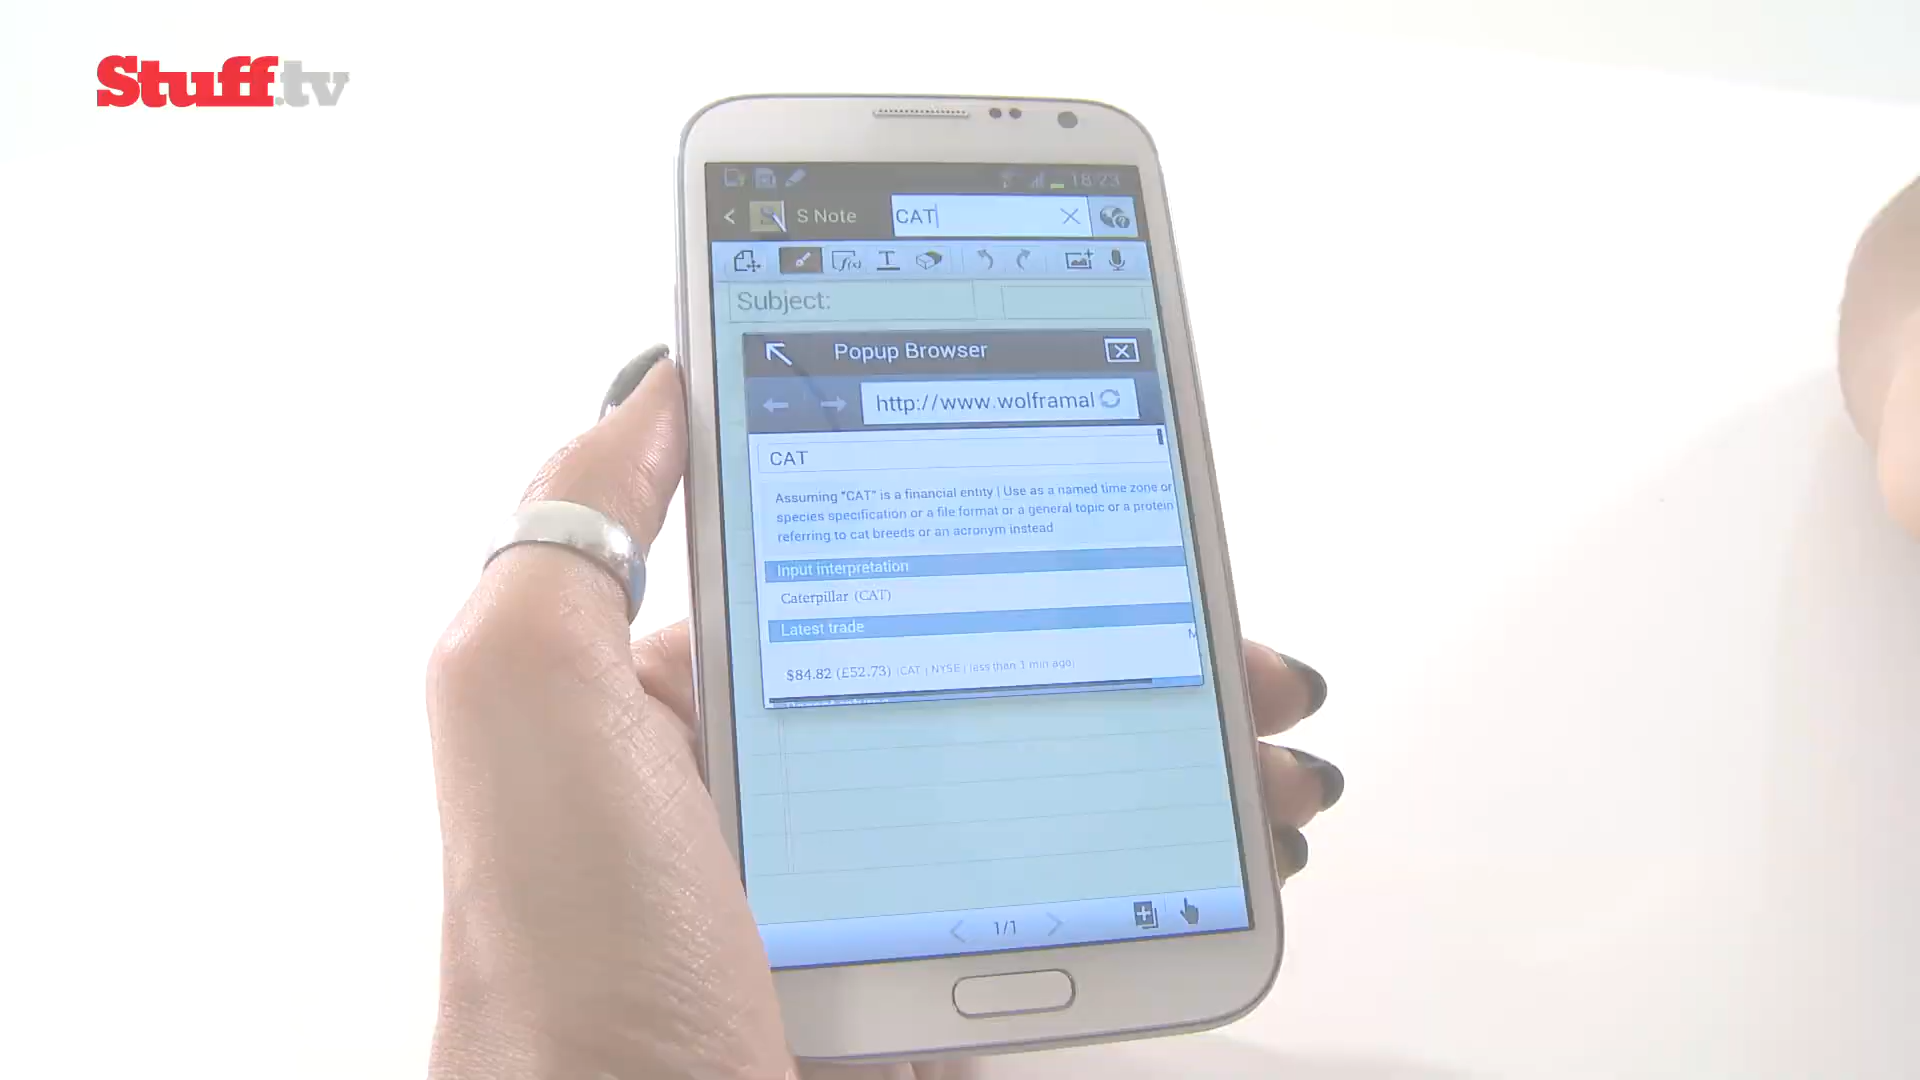 Stuff.tv
18:23
S Note
CAT
f(x)
T
Subject:
Popup Browser
http://www.wolframal
CAT
Assuming "CAT" is a financial entity | Use as a named time zone or
species specification or a file format or a general topic or a protein
referring to cat breeds or an acronym instead
Input interpretation
Caterpillar (CAT)
Latest trade
$84.82 (£52.73) (CAT | NYSE | less than 1 min ago)
1/1